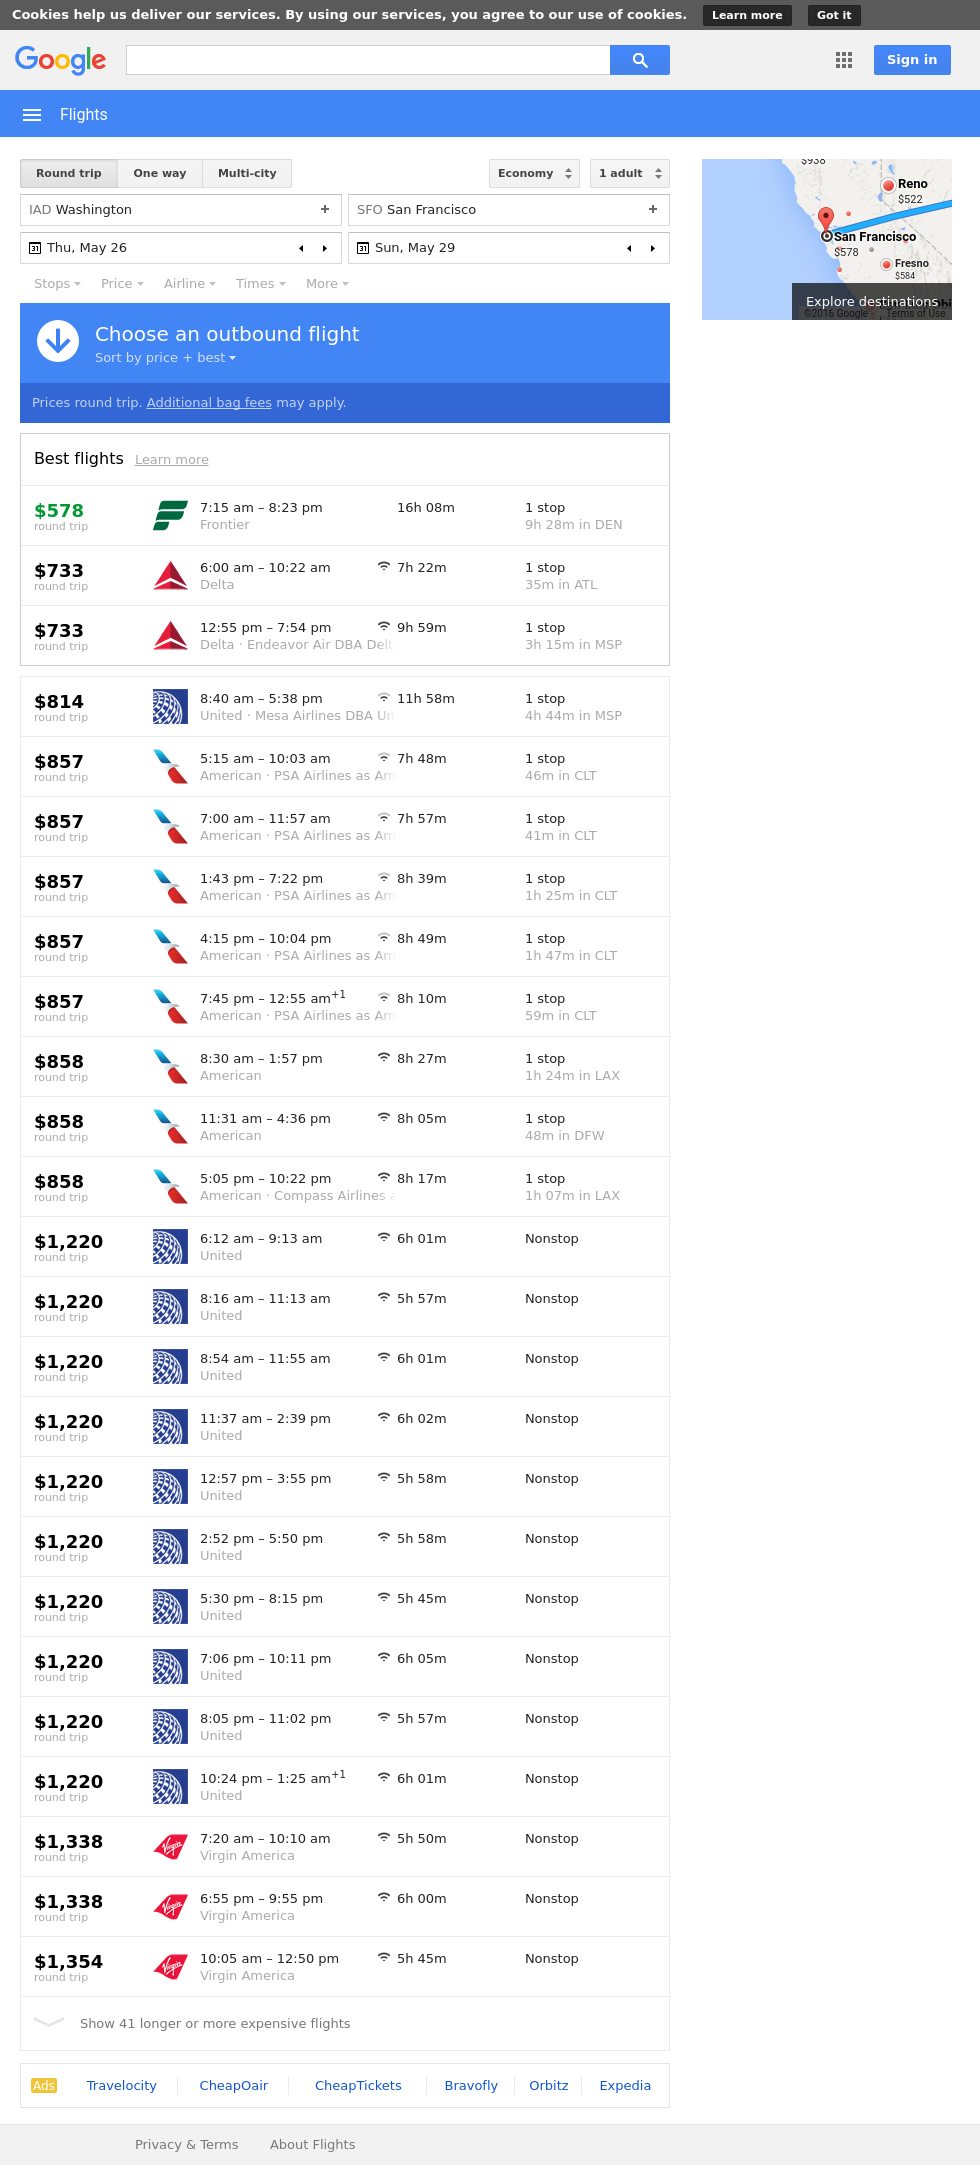 Cookies help us deliver our services. By using our services, you agree to our use of cookies. Learn more Got it
Google Sign in
Flights
Round trip One way Multi-city Economy 1 adult
IAD Washington + SFO San Francisco +
31 Thu, May 26 31 Sun, May 29
Stops Price Airline Times More
Choose an outbound flight
Sort by price + best
Prices round trip. Additional bag fees may apply.
$938
Reno
$522
San Francisco
$578
Fresno
$584
Explore destinations
©2016 Google Terms of Use
Best flights Learn more
$578 7:15 am – 8:23 pm 16h 08m 1 stop
round trip Frontier 9h 28m in DEN
$733 6:00 am – 10:22 am 7h 22m 1 stop
round trip Delta 35m in ATL
$733 12:55 pm – 7:54 pm 9h 59m 1 stop
round trip Delta · Endeavor Air DBA Delt 3h 15m in MSP
$814 8:40 am – 5:38 pm 11h 58m 1 stop
round trip United · Mesa Airlines DBA Un 4h 44m in MSP
$857 5:15 am – 10:03 am 7h 48m 1 stop
round trip American · PSA Airlines as Am 46m in CLT
$857 7:00 am – 11:57 am 7h 57m 1 stop
round trip American · PSA Airlines as Am 41m in CLT
$857 1:43 pm – 7:22 pm 8h 39m 1 stop
round trip American · PSA Airlines as Am 1h 25m in CLT
$857 4:15 pm – 10:04 pm 8h 49m 1 stop
round trip American · PSA Airlines as Am 1h 47m in CLT
$857 7:45 pm – 12:55 am+1 8h 10m 1 stop
round trip American · PSA Airlines as Am 59m in CLT
$858 8:30 am – 1:57 pm 8h 27m 1 stop
round trip American 1h 24m in LAX
$858 11:31 am – 4:36 pm 8h 05m 1 stop
round trip American 48m in DFW
$858 5:05 pm – 10:22 pm 8h 17m 1 stop
round trip American · Compass Airlines a 1h 07m in LAX
$1,220 6:12 am – 9:13 am 6h 01m Nonstop
round trip United
$1,220 8:16 am – 11:13 am 5h 57m Nonstop
round trip United
$1,220 8:54 am – 11:55 am 6h 01m Nonstop
round trip United
$1,220 11:37 am – 2:39 pm 6h 02m Nonstop
round trip United
$1,220 12:57 pm – 3:55 pm 5h 58m Nonstop
round trip United
$1,220 2:52 pm – 5:50 pm 5h 58m Nonstop
round trip United
$1,220 5:30 pm – 8:15 pm 5h 45m Nonstop
round trip United
$1,220 7:06 pm – 10:11 pm 6h 05m Nonstop
round trip United
$1,220 8:05 pm – 11:02 pm 5h 57m Nonstop
round trip United
$1,220 10:24 pm – 1:25 am+1 6h 01m Nonstop
round trip United
$1,338 Virgin 7:20 am – 10:10 am 5h 50m Nonstop
round trip Virgin America
$1,338 Virgin 6:55 pm – 9:55 pm 6h 00m Nonstop
round trip Virgin America
$1,354 Virgin 10:05 am – 12:50 pm 5h 45m Nonstop
round trip Virgin America
Show 41 longer or more expensive flights
Ads Travelocity CheapOair CheapTickets Bravofly Orbitz Expedia
Privacy & Terms About Flights